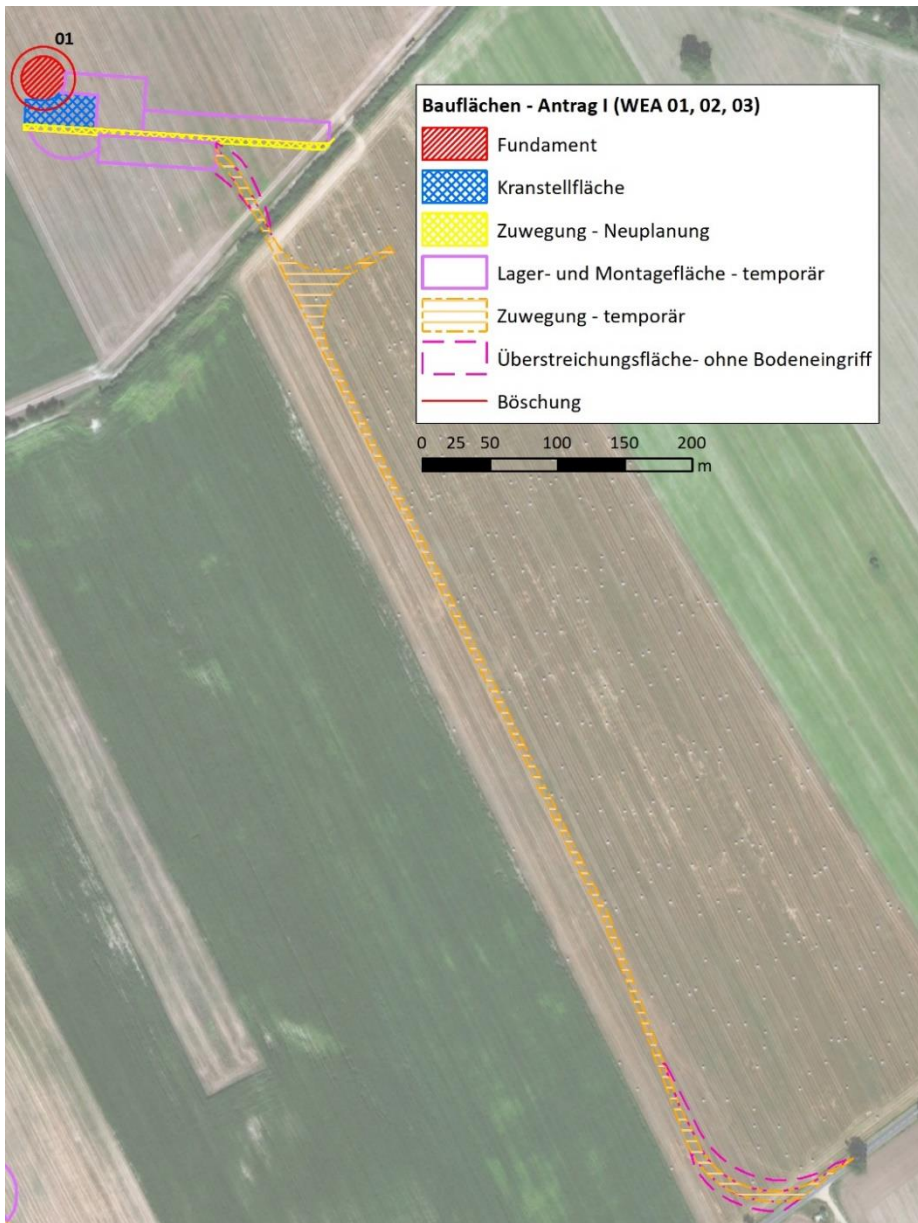 01
Bauflächen - Antrag I (WEA 01, 02, 03)
Fundament
Kranstellfläche
Zuwegung - Neuplanung
Lager- und Montagefläche - temporär
Zuwegung - temporär
Überstreichungsfläche- ohne Bodeneingriff
Böschung
0 25 50 100 150 200
m